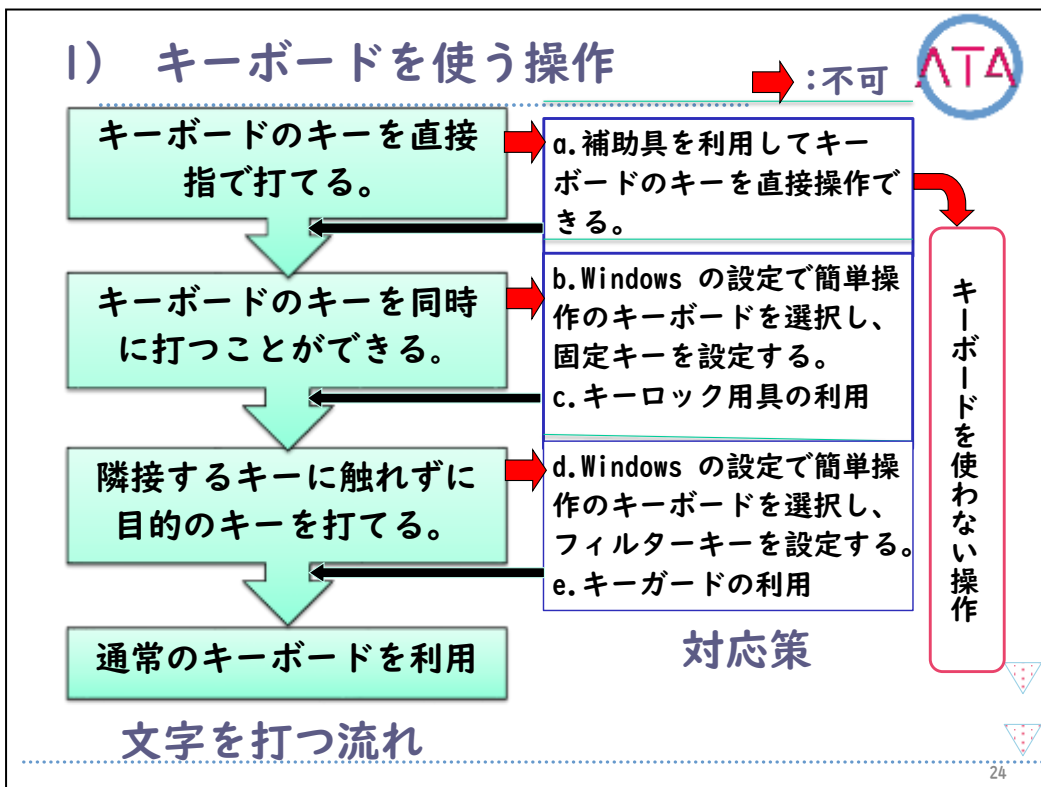 1) キーボードを使う操作
:不可
ATA
キーボードのキーを直接
指で打てる。
a.補助具を利用してキー
ボードのキーを直接操作で
きる。
キーボードのキーを同時
に打つことができる。
b.Windows の設定で簡単操
作のキーボードを選択し、
固定キーを設定する。
c.キーロック用具の利用
隣接するキーに触れずに
目的のキーを打てる。
d.Windows の設定で簡単操
作のキーボードを選択し、
フィルターキーを設定する。
e.キーガードの利用
キーボードを使わない操作
通常のキーボードを利用
対応策
文字を打つ流れ
24